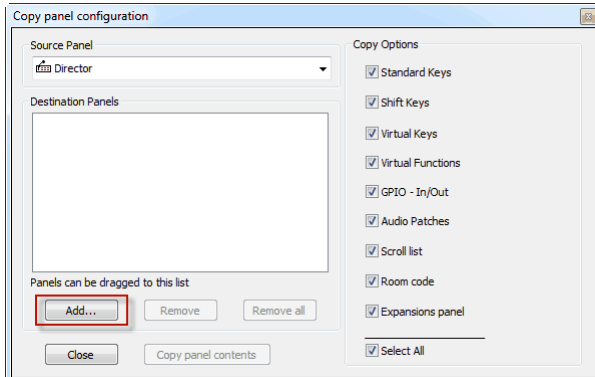 Copy panel configuration
Source Panel
Director
Destination Panels
Panels can be dragged to this list
Add...
Remove
Remove all
Close
Copy panel contents
Copy Options
Standard Keys
Shift Keys
Virtual Keys
Virtual Functions
GPIO - In/Out
Audio Patches
Scroll list
Room code
Expansions panel
Select All